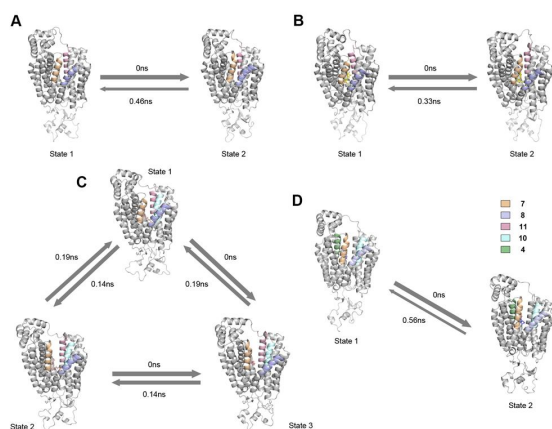 A
0ns
0.46ns
State 1
State 2
B
0ns
0.33ns
State 1
State 2
C
State 1
0.19ns
0.14ns
0ns
0.19ns
0ns
0.14ns
State 2
State 3
D
7
8
11
10
4
0ns
0.56ns
State 1
State 2